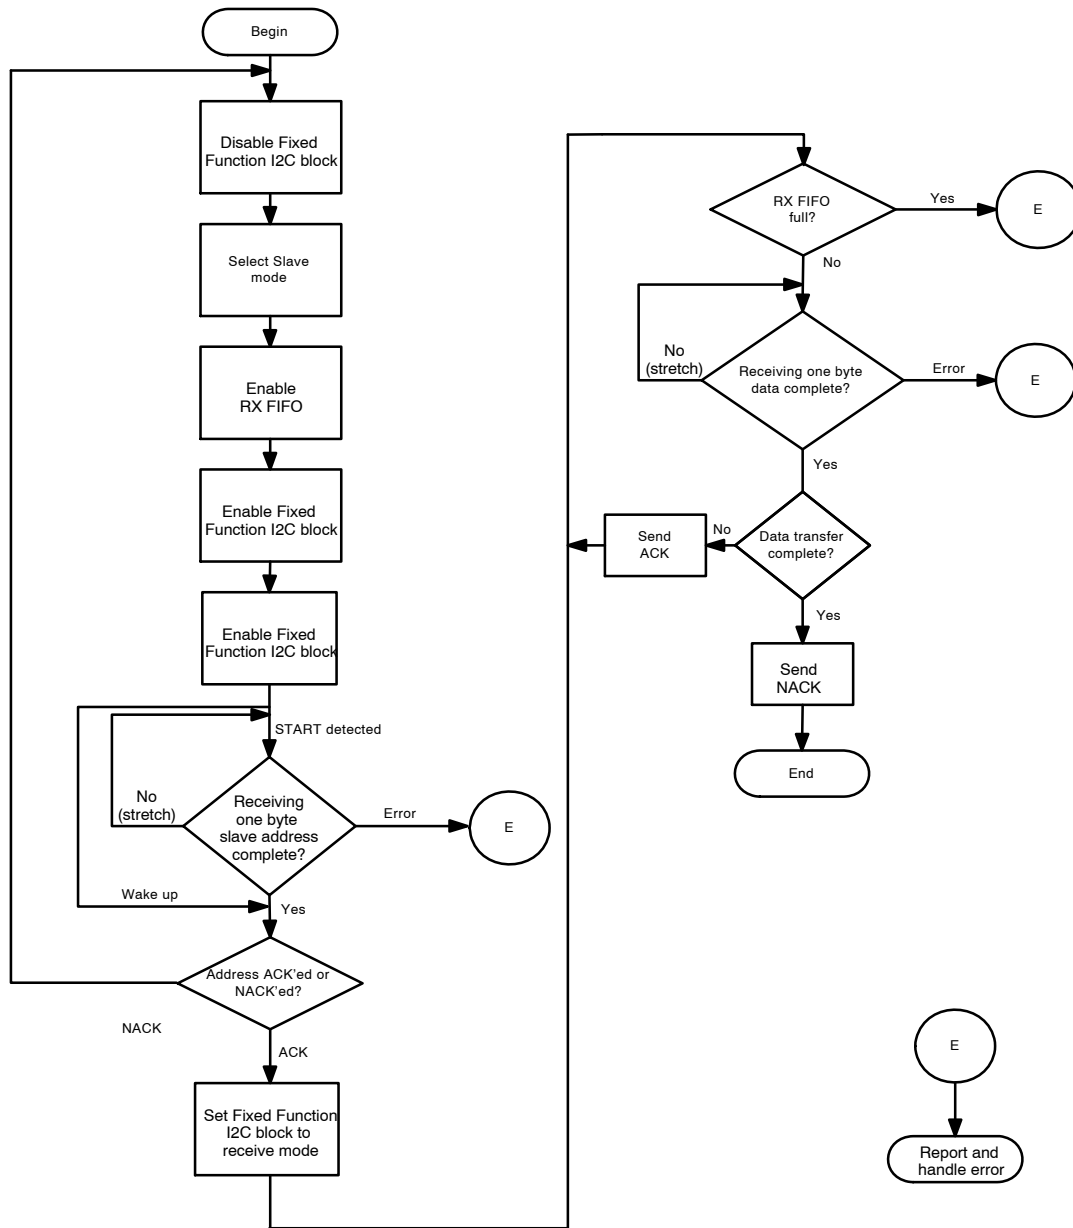 Begin
Disable Fixed
Function I2C block
Select Slave
mode
Enable
RX FIFO
Enable Fixed
Function I2C block
Enable Fixed
Function I2C block
START detected
No
(stretch)
Receiving
one byte
slave address
complete?
Error
E
Wake up
Yes
Address ACK'ed or
NACK'ed?
NACK
ACK
Set Fixed Function
I2C block to
receive mode
RX FIFO
full?
Yes
E
No
No
(stretch)
Receiving one byte
data complete?
Error
E
Yes
Send
ACK
No
Data transfer
complete?
Yes
Send
NACK
End
E
Report and
handle error